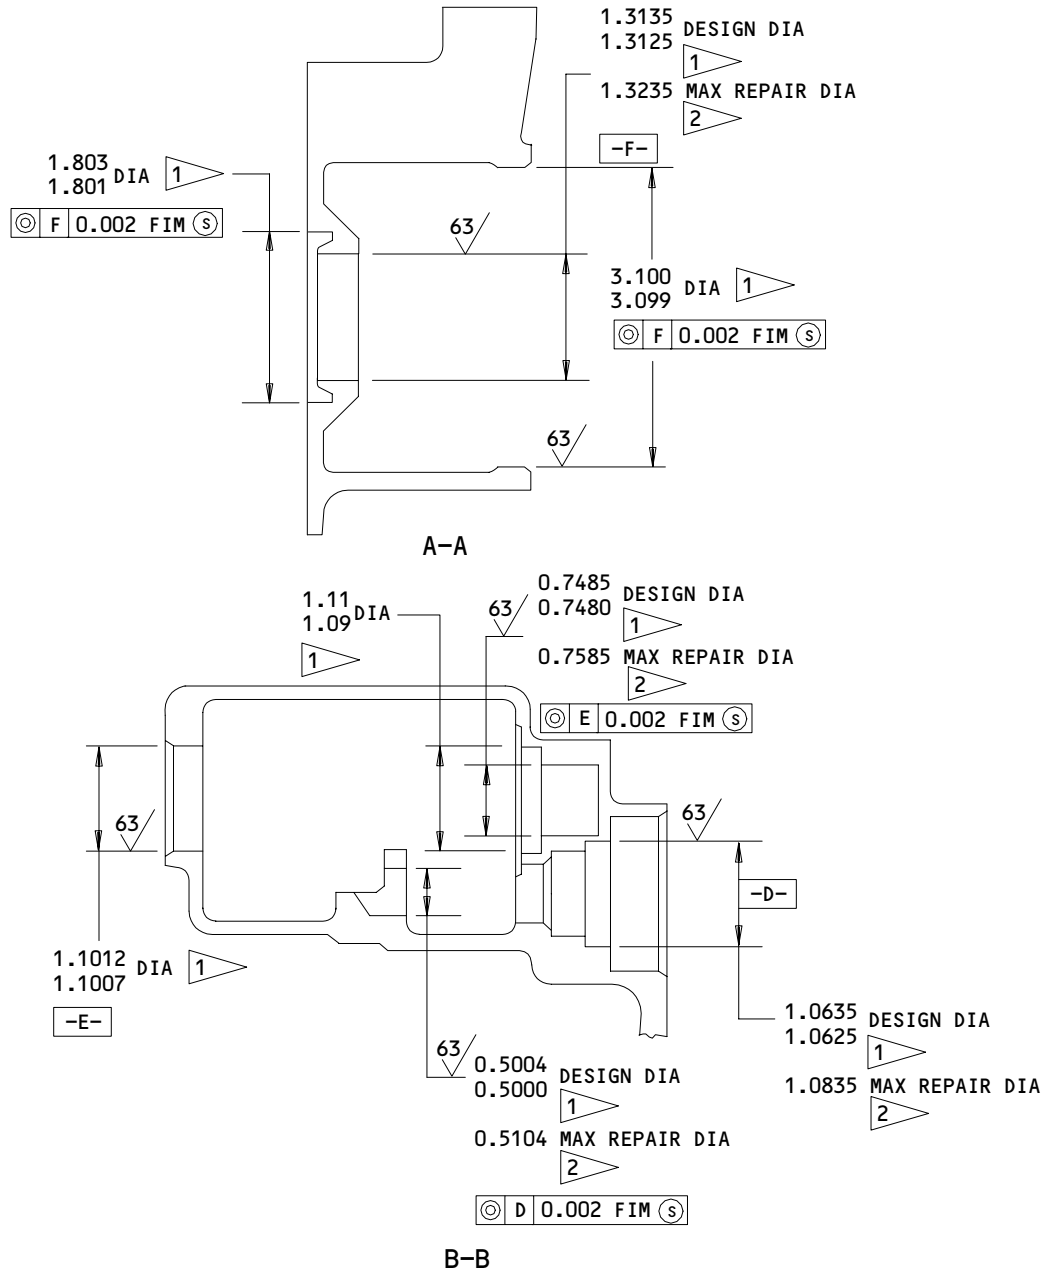 1.3135
1.3125 DESIGN DIA
1
1.3235 MAX REPAIR DIA
2
-F-
1.803
1.801 DIA 1
◎ F 0.002 FIM Ⓢ
63
3.100
3.099 DIA 1
◎ F 0.002 FIM Ⓢ
63
A-A
0.7485
0.7480 DESIGN DIA
1
63
0.7585 MAX REPAIR DIA
2
◎ E 0.002 FIM Ⓢ
1.11
1.09 DIA
1
63
63
-D-
1.1012
1.1007 DIA 1
-E-
1.0635
1.0625 DESIGN DIA
1
1.0835 MAX REPAIR DIA
2
63
0.5004
0.5000 DESIGN DIA
1
0.5104 MAX REPAIR DIA
2
◎ D 0.002 FIM Ⓢ
B-B